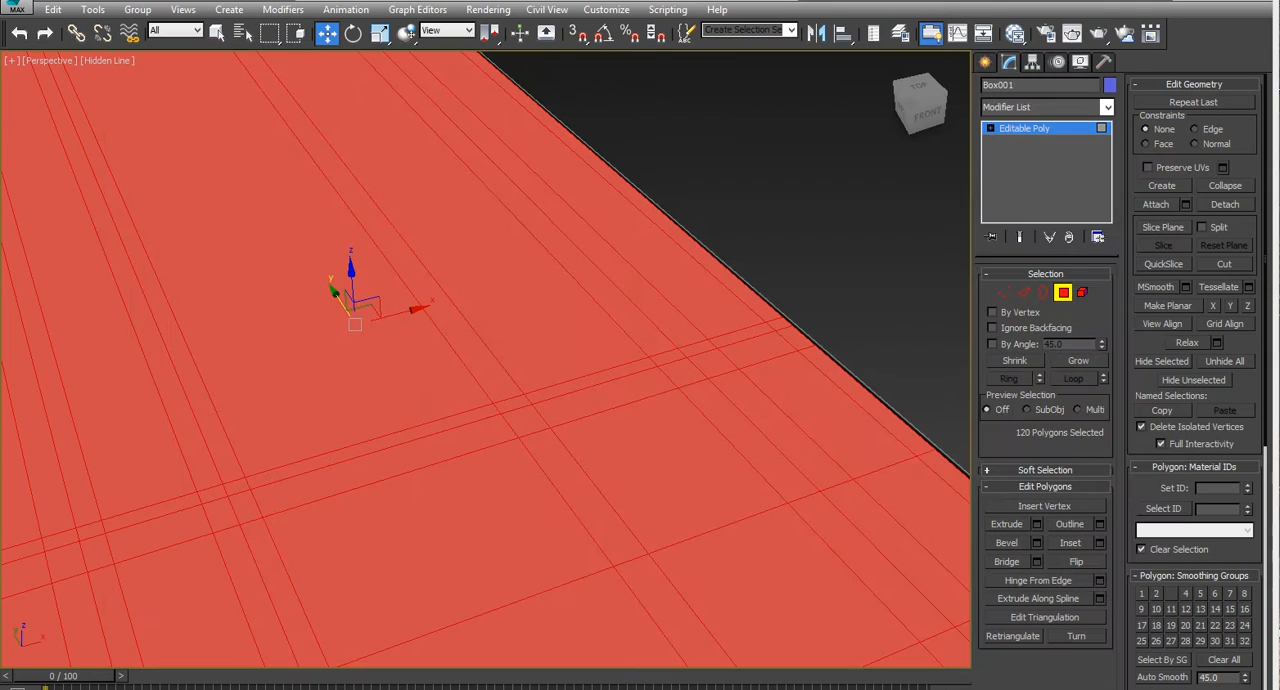 MAX Edit Tools Group Views Create Modifiers Animation Graph Editors Rendering Civil View Customize Scripting Help
All View 3 Create Selection Se
[+] [Perspective] [Hidden Line]
TOP
FRONT
z
y
x
z
x
0 / 100
Box001
Modifier List
Editable Poly
Selection
By Vertex
Ignore Backfacing
By Angle: 45.0
Shrink Grow
Ring Loop
Preview Selection
Off SubObj Multi
120 Polygons Selected
Soft Selection
Edit Polygons
Insert Vertex
Extrude Outline
Bevel Inset
Bridge Flip
Hinge From Edge
Extrude Along Spline
Edit Triangulation
Retriangulate Turn
Edit Geometry
Repeat Last
Constraints
None Edge
Face Normal
Preserve UVs
Create Collapse
Attach Detach
Slice Plane Split
Slice Reset Plane
QuickSlice Cut
MSmooth Tessellate
Make Planar X Y Z
View Align Grid Align
Relax
Hide Selected Unhide All
Hide Unselected
Named Selections:
Copy Paste
Delete Isolated Vertices
Full Interactivity
Polygon: Material IDs
Set ID:
Select ID
Clear Selection
Polygon: Smoothing Groups
1 2 4 5 6 7 8
9 10 11 12 13 14 15 16
17 18 19 20 21 22 23 24
25 26 27 28 29 30 31 32
Select By SG Clear All
Auto Smooth 45.0